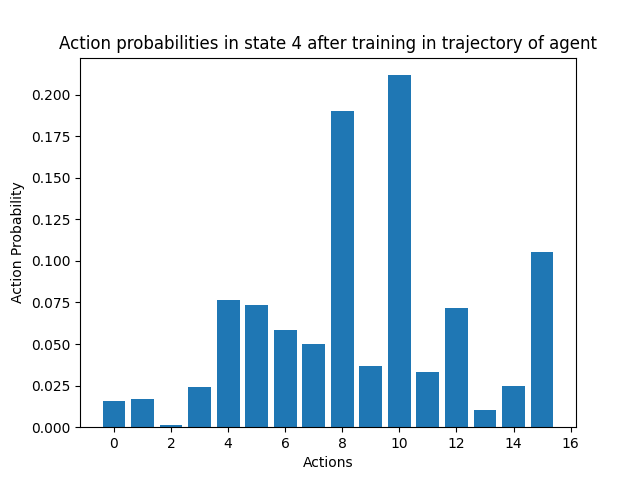 Action probabilities in state 4 after training in trajectory of agent
0.200
0.175
0.150
0.125
0.100
0.075
0.050
0.025
0.000
Action Probability
0 2 4 6 8 10 12 14 16
Actions